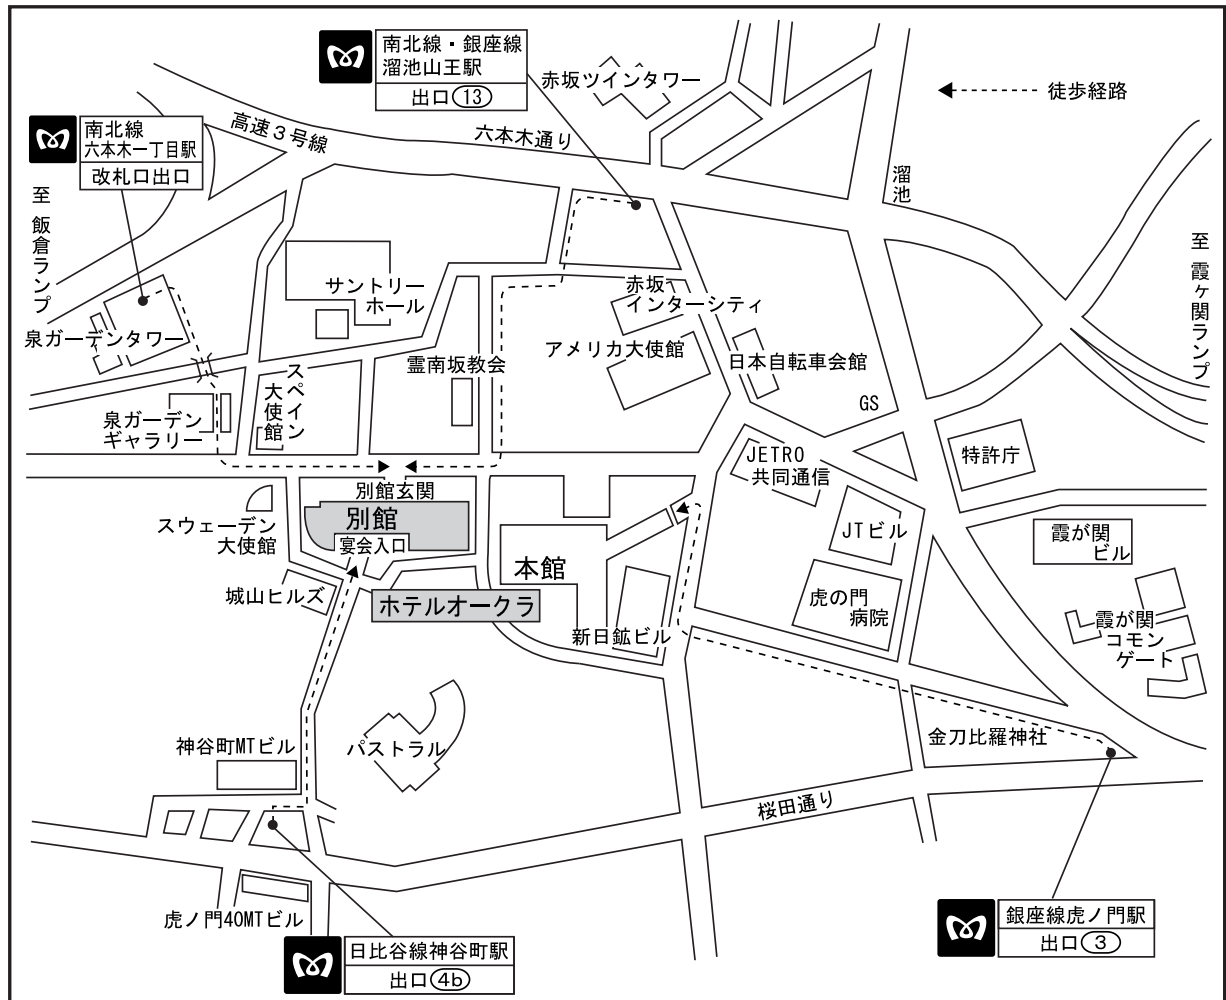 南北線・銀座線
溜池山王駅
出口⑬
赤坂ツインタワー
徒歩経路
南北線
六本木一丁目駅
改札口出口
高速3号線
六本木通り
溜池
至 飯倉ランプ
至 霞ヶ関ランプ
サントリー
ホール
赤坂
インターシティ
泉ガーデンタワー
アメリカ大使館
霊南坂教会
日本自転車会館
スペイン
大使館
GS
泉ガーデン
ギャラリー
JETRO
共同通信
特許庁
別館玄関
別館
宴会入口
スウェーデン
大使館
JTビル
霞が関
ビル
本館
城山ヒルズ
ホテルオークラ
虎の門
病院
新日鉱ビル
霞が関
コモン
ゲート
神谷町MTビル
パストラル
金刀比羅神社
桜田通り
虎ノ門40MTビル
銀座線虎ノ門駅
出口③
日比谷線神谷町駅
出口4b